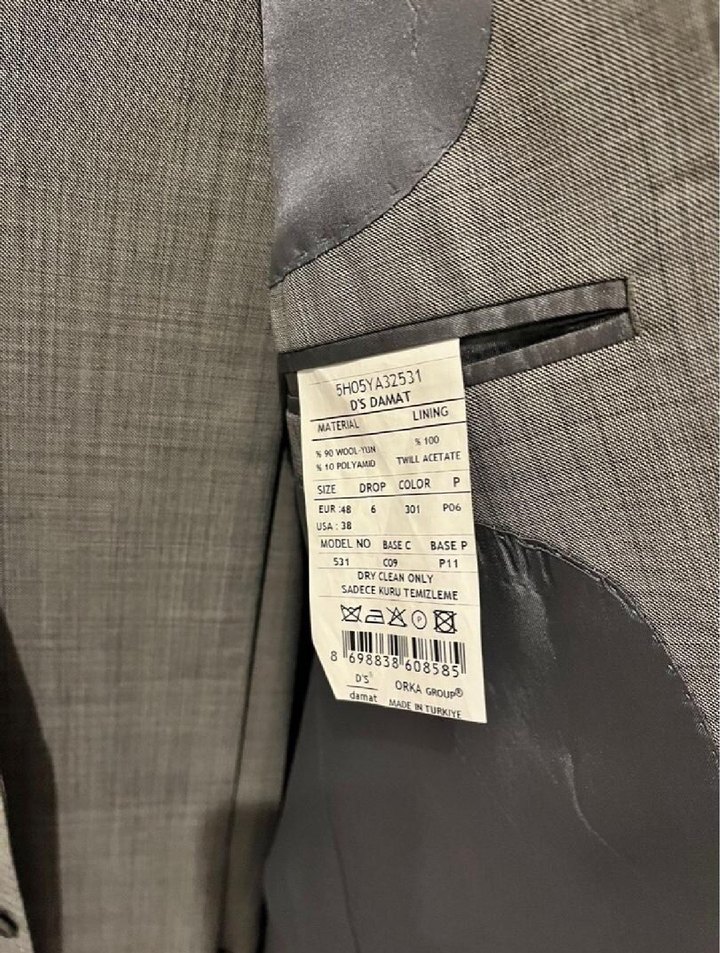 5H05YA32531
D'S DAMAT
MATERIAL LINING
% 90 WOOL-YUN % 100
% 10 POLYAMID TWILL ACETATE
SIZE DROP COLOR P
EUR :48 6 301 P06
USA : 38
MODEL NO BASE C BASE P
531 C09 P11
DRY CLEAN ONLY
SADECE KURU TEMIZLEME
P
8 698838 608585
D'S
damat
ORKA GROUP®
MADE IN TURKIYE